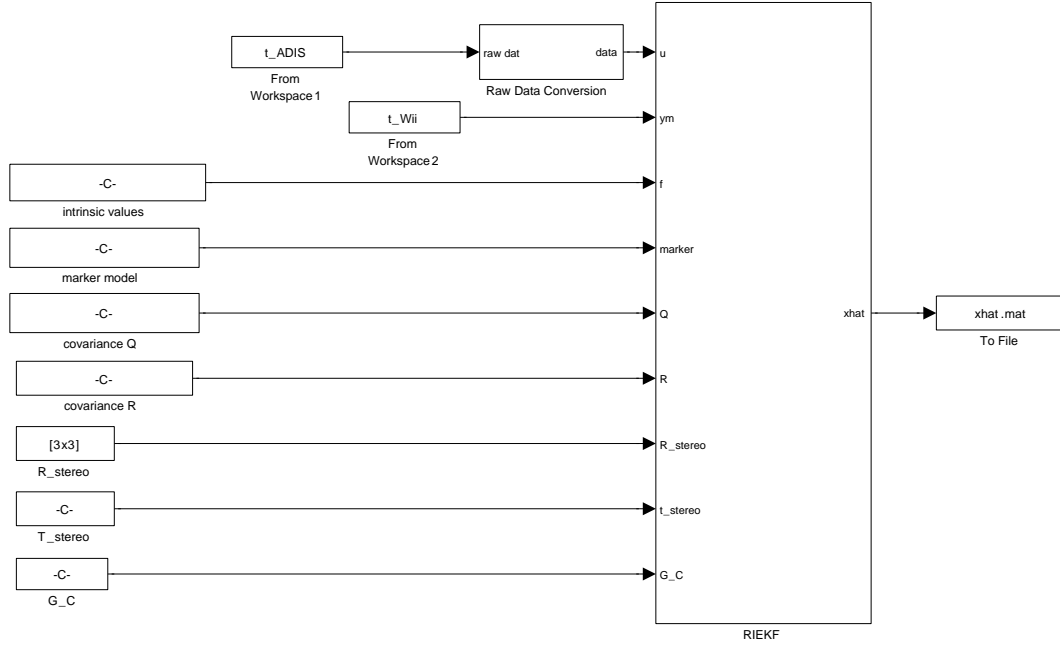 t_ADIS
From
Workspace 1
raw dat
data
Raw Data Conversion
u
t_Wii
From
Workspace 2
ym
-C-
intrinsic values
f
-C-
marker model
marker
-C-
covariance Q
Q
xhat
xhat .mat
To File
-C-
covariance R
R
[3x3]
R_stereo
R_stereo
-C-
T_stereo
t_stereo
-C-
G_C
G_C
RIEKF